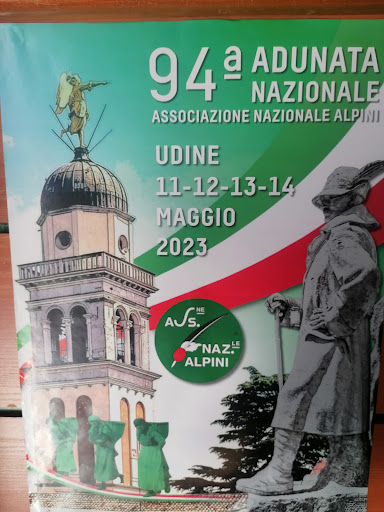 94ª ADUNATA
NAZIONALE
ASSOCIAZIONE NAZIONALE ALPINI
UDINE
11-12-13-14
MAGGIO
2023
ASS.NE
NAZ.LE
ALPINI